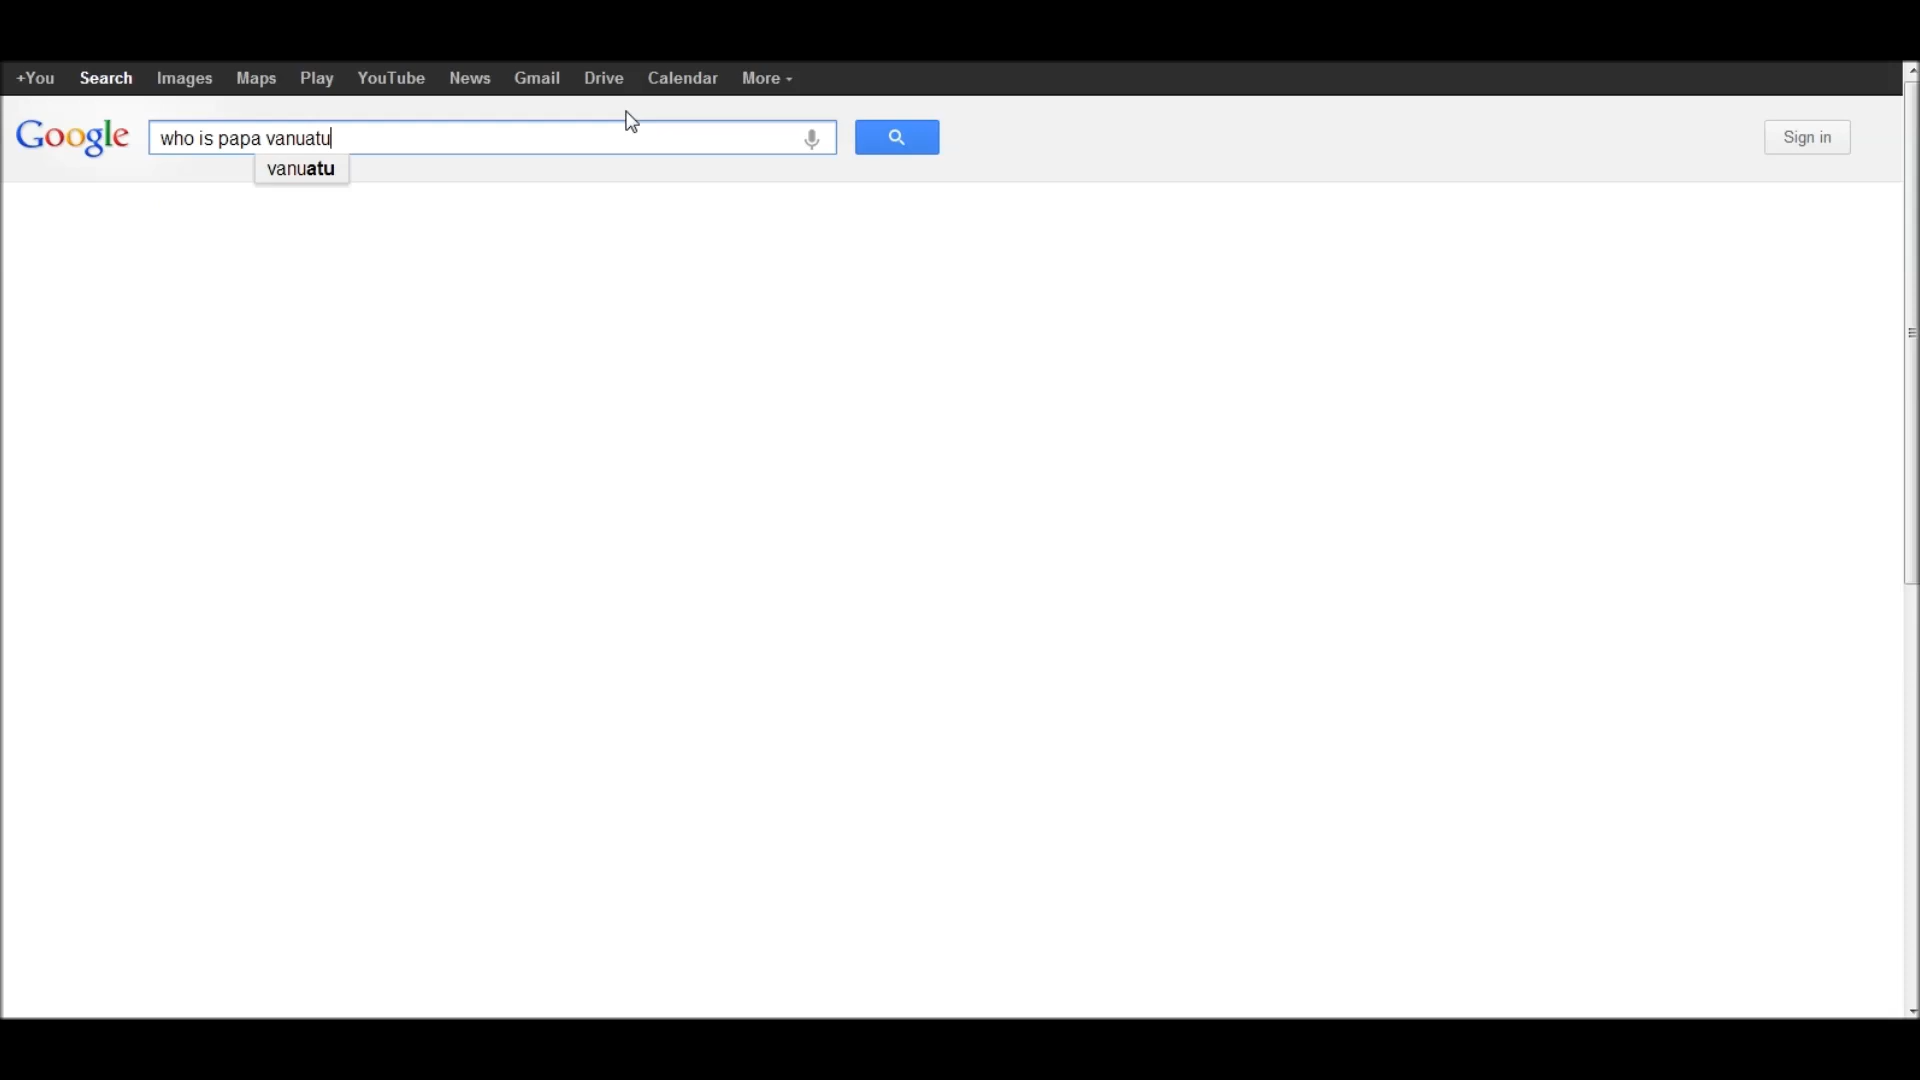 +You Search Images Maps Play YouTube News Gmail Drive Calendar More
Google who is papa vanuatu Sign in
vanuatu